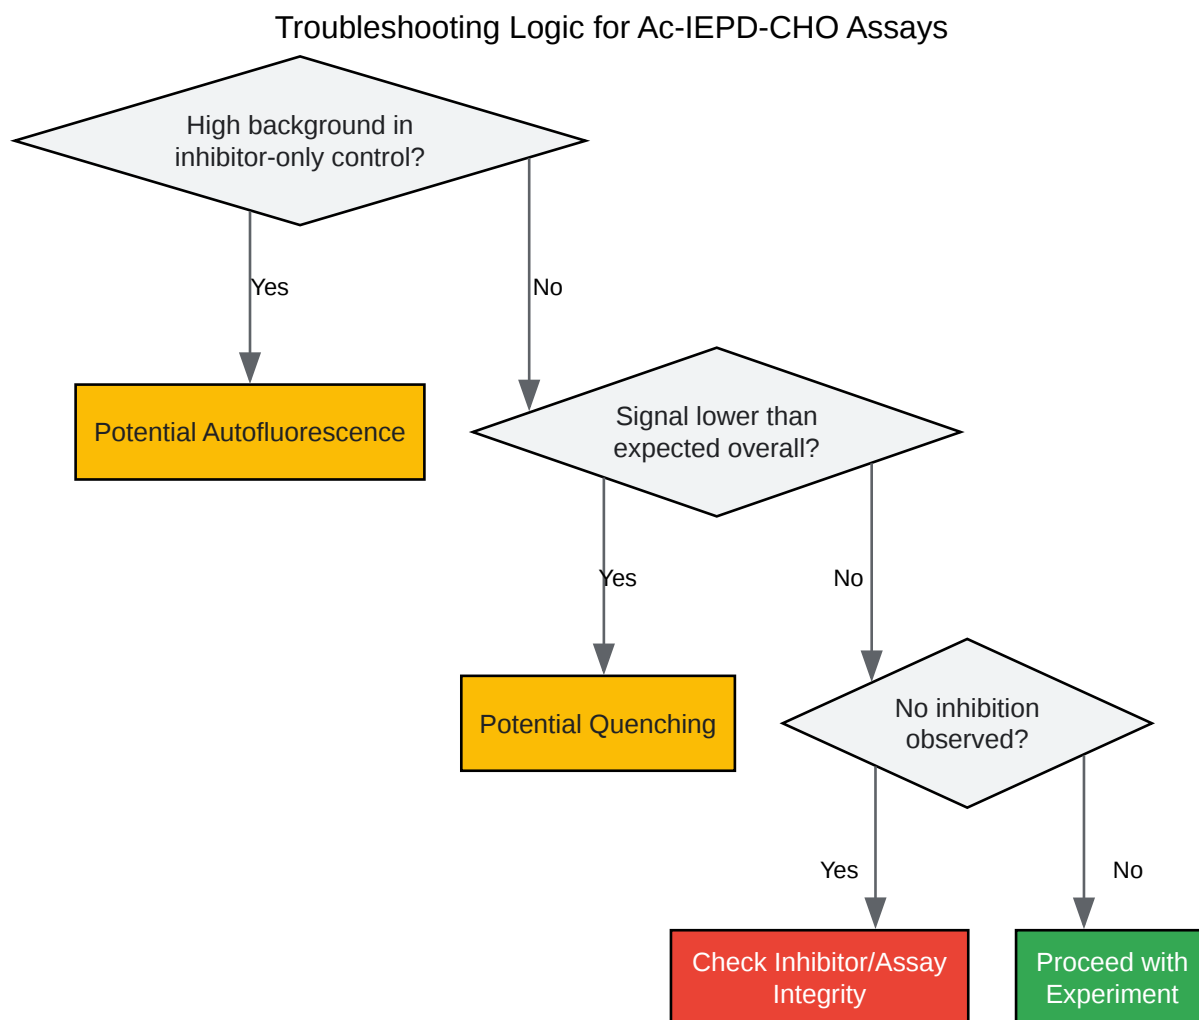 Troubleshooting Logic for Ac-IEPD-CHO Assays
High background in
inhibitor-only control?
Yes
No
Potential Autofluorescence
Signal lower than
expected overall?
Yes
No
Potential Quenching
No inhibition
observed?
Yes
No
Check Inhibitor/Assay
Integrity
Proceed with
Experiment